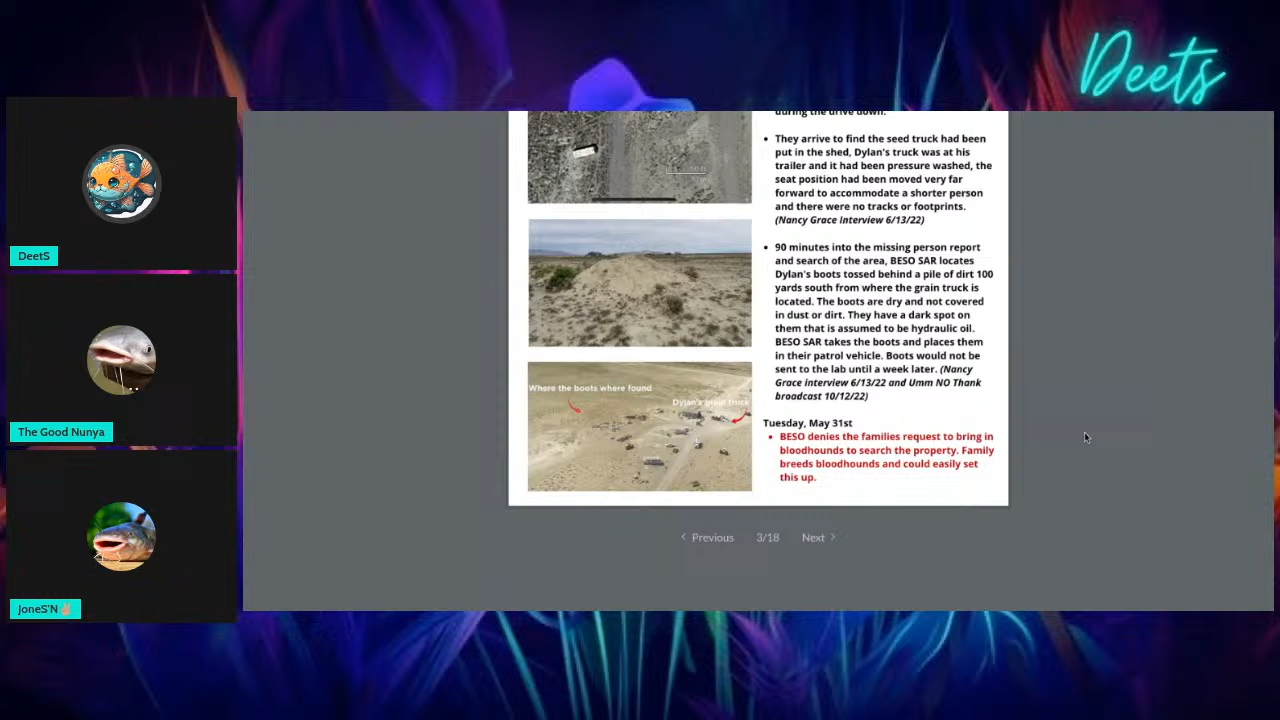 Deets
DeetS
The Good Nunya
JoneS'N ✌
during the drive down.
• They arrive to find the seed truck had been
put in the shed, Dylan's truck was at his
trailer and it had been pressure washed, the
seat position had been moved very far
forward to accommodate a shorter person
and there were no tracks or footprints.
(Nancy Grace Interview 6/13/22)
• 90 minutes into the missing person report
and search of the area, BESO SAR locates
Dylan's boots tossed behind a pile of dirt 100
yards south from where the grain truck is
located. The boots are dry and not covered
in dust or dirt. They have a dark spot on
them that is assumed to be hydraulic oil.
BESO SAR takes the boots and places them
in their patrol vehicle. Boots would not be
sent to the lab until a week later. (Nancy
Grace interview 6/13/22 and Umm NO Thank
broadcast 10/12/22)
Where the boots where found
Dylan's grain truck
Tuesday, May 31st
• BESO denies the families request to bring in
bloodhounds to search the property. Family
breeds bloodhounds and could easily set
this up.
Previous 3/18 Next